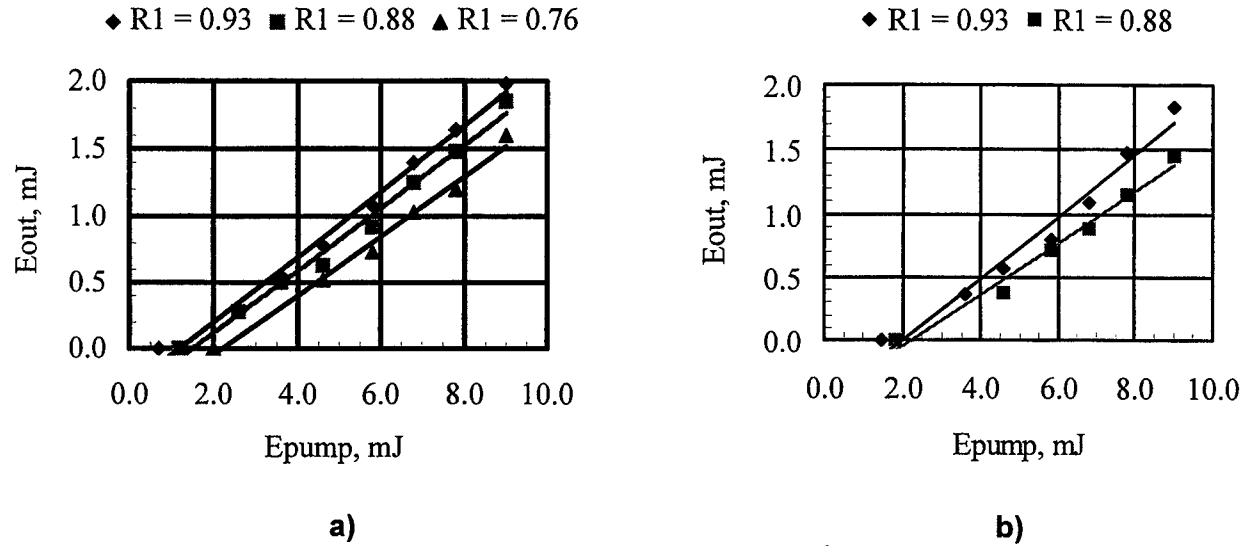 ◆ R1 = 0.93 ■ R1 = 0.88 ▲ R1 = 0.76
2.0
1.5
1.0
0.5
0.0
Eout, mJ
0.0 2.0 4.0 6.0 8.0 10.0
Epump, mJ
a)
◆ R1 = 0.93 ■ R1 = 0.88
2.0
1.5
1.0
0.5
0.0
Eout, mJ
0.0 2.0 4.0 6.0 8.0 10.0
Epump, mJ
b)